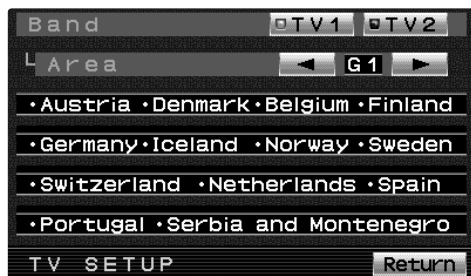 Band TV1 TV2
Area ◄ G1 ►
•Austria •Denmark•Belgium •Finland
•Germany•Iceland •Norway •Sweden
•Switzerland •Netherlands •Spain
•Portugal •Serbia and Montenegro
TV SETUP Return